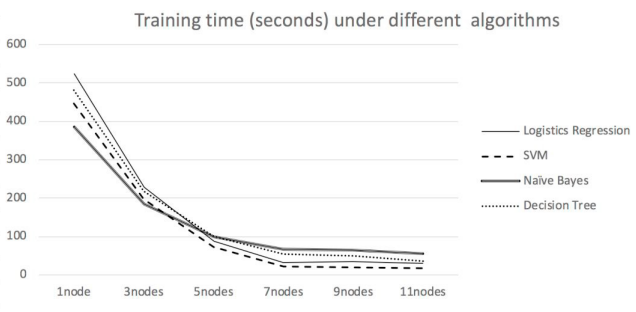 Training time (seconds) under different algorithms
600
500
400
300
200
100
0
1node 3nodes 5nodes 7nodes 9nodes 11nodes
Logistics Regression
SVM
Naïve Bayes
Decision Tree